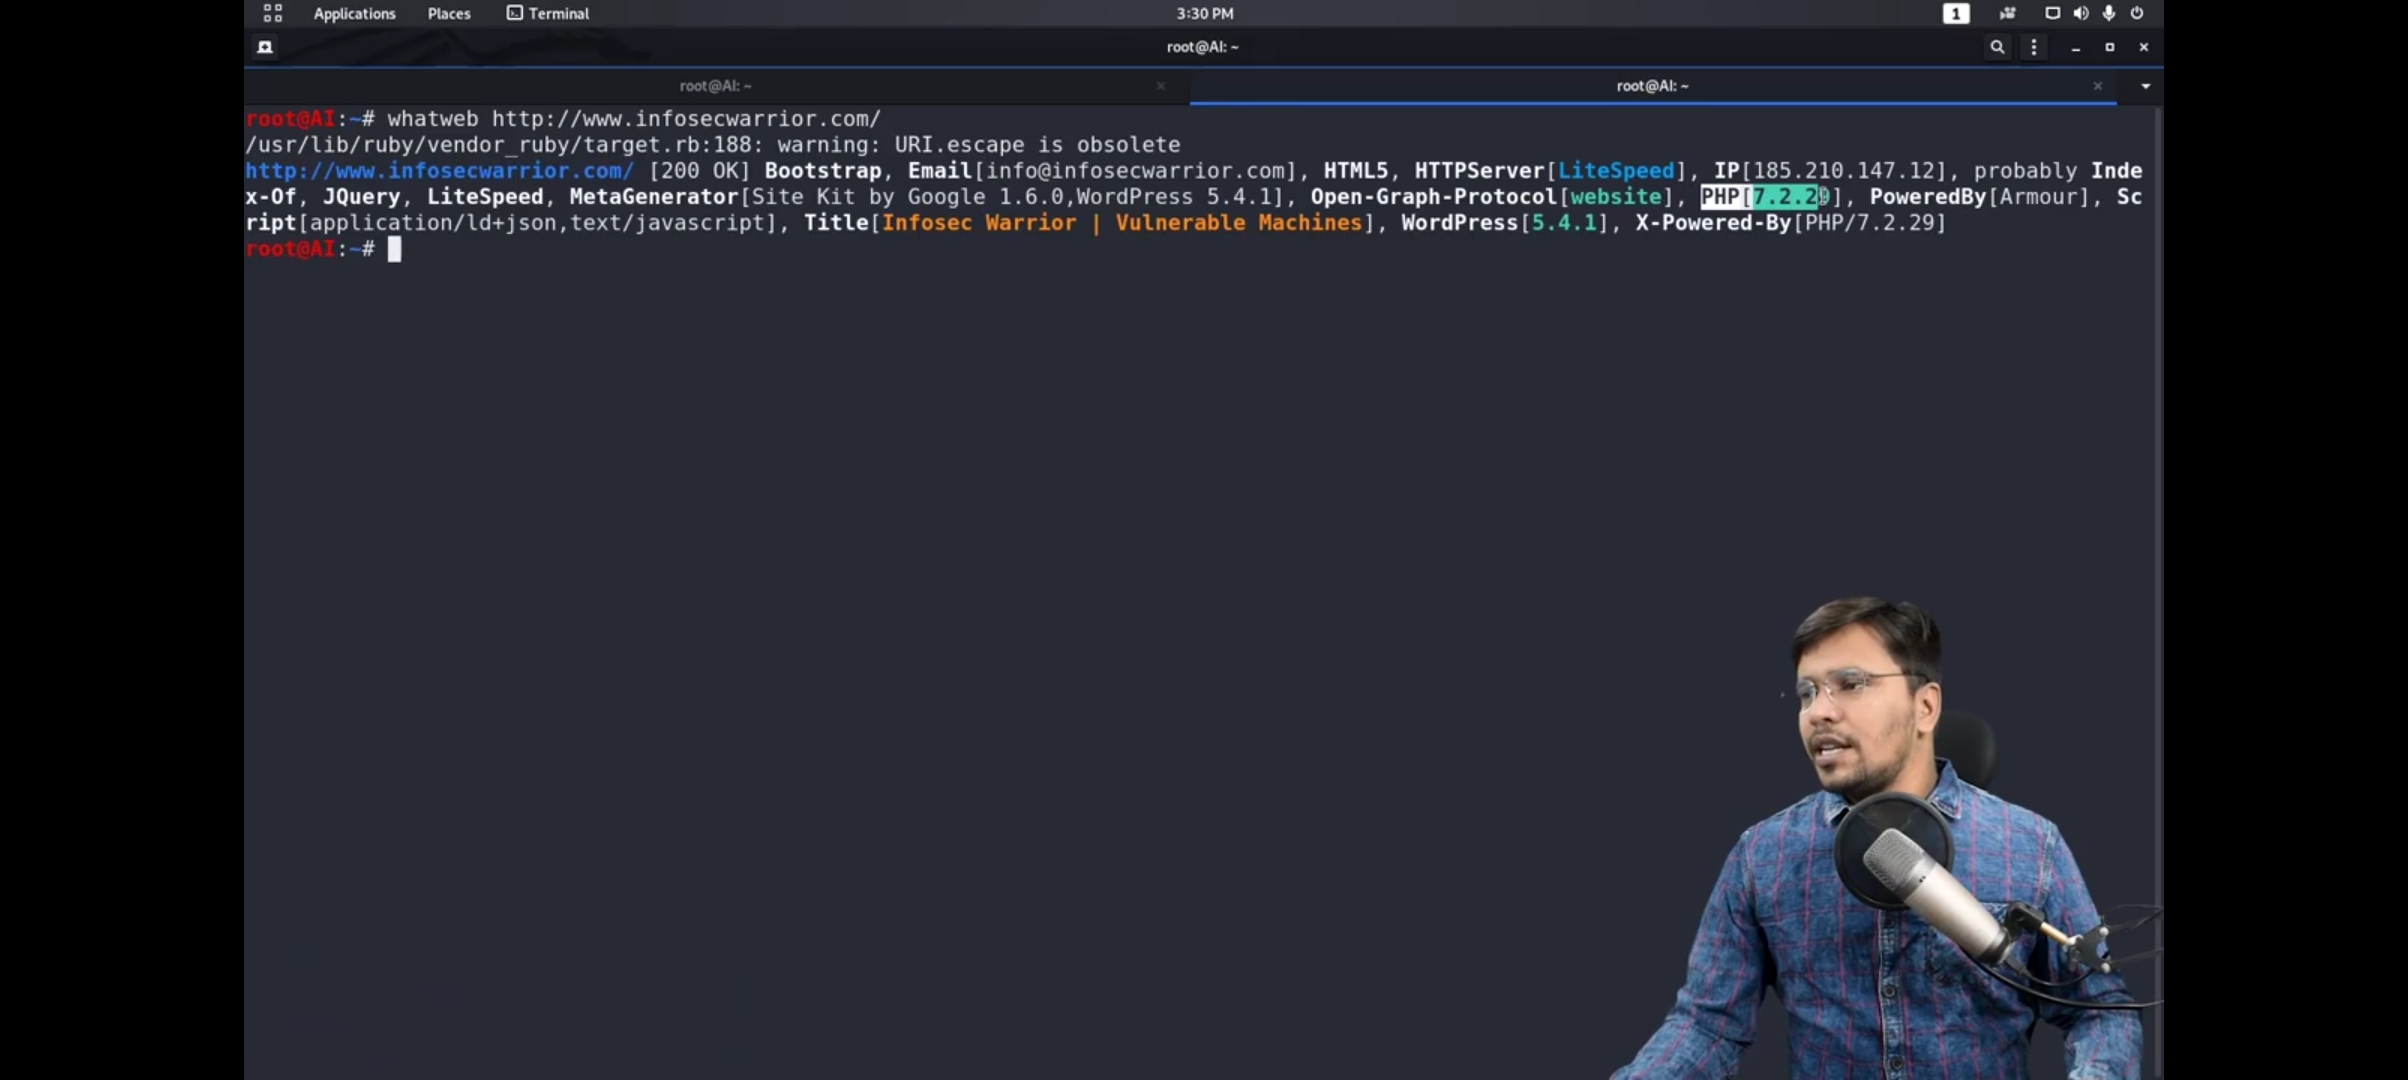 Applications Places Terminal 3:30 PM 1
root@AI: ~
root@AI: ~ root@AI: ~
root@AI:~# whatweb http://www.infosecwarrior.com/
/usr/lib/ruby/vendor_ruby/target.rb:188: warning: URI.escape is obsolete
http://www.infosecwarrior.com/ [200 OK] Bootstrap, Email[info@infosecwarrior.com], HTML5, HTTPServer[LiteSpeed], IP[185.210.147.12], probably Inde
x-Of, JQuery, LiteSpeed, MetaGenerator[Site Kit by Google 1.6.0,WordPress 5.4.1], Open-Graph-Protocol[website], PHP[7.2.29], PoweredBy[Armour], Sc
ript[application/ld+json,text/javascript], Title[Infosec Warrior | Vulnerable Machines], WordPress[5.4.1], X-Powered-By[PHP/7.2.29]
root@AI:~#